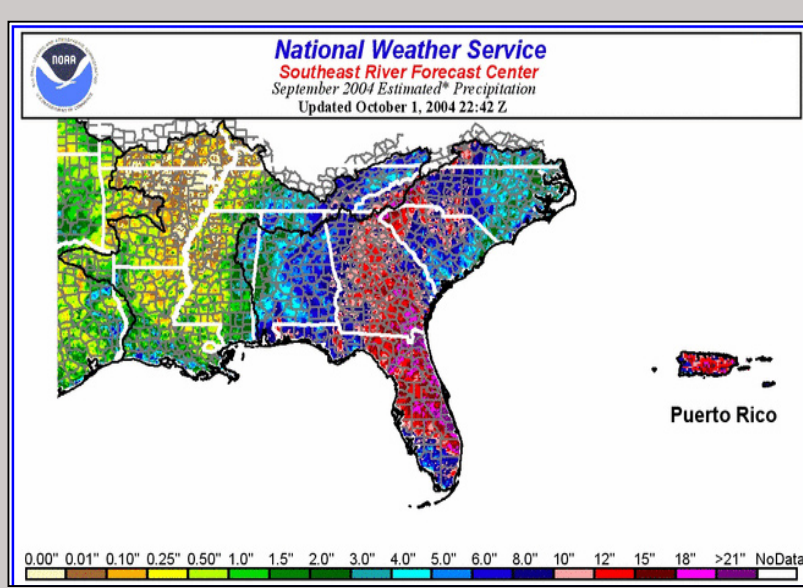 NOAA
National Weather Service
Southeast River Forecast Center
September 2004 Estimated* Precipitation
Updated October 1, 2004 22:42 Z
Puerto Rico
0.00" 0.01" 0.10" 0.25" 0.50" 1.0" 1.5" 2.0" 3.0" 4.0" 5.0" 6.0" 8.0" 10" 12" 15" 18" >21" NoData